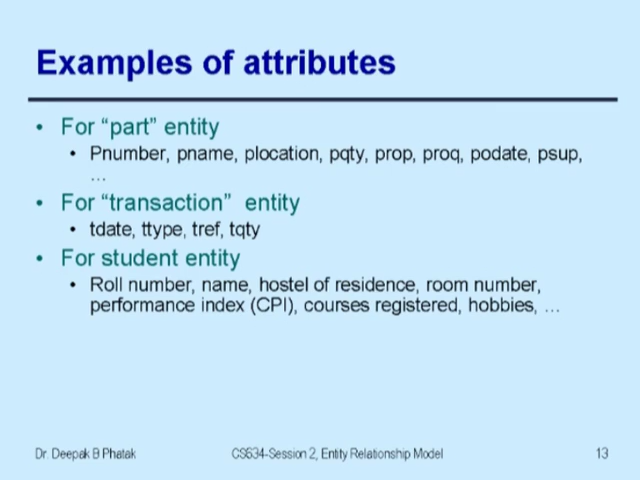 Examples of attributes
• For “part” entity
• Pnumber, pname, plocation, pqty, prop, proq, podate, psup,
...
• For “transaction” entity
• tdate, ttype, tref, tqty
• For student entity
• Roll number, name, hostel of residence, room number,
performance index (CPI), courses registered, hobbies, ...
Dr. Deepak B Phatak CS634-Session 2, Entity Relationship Model 13